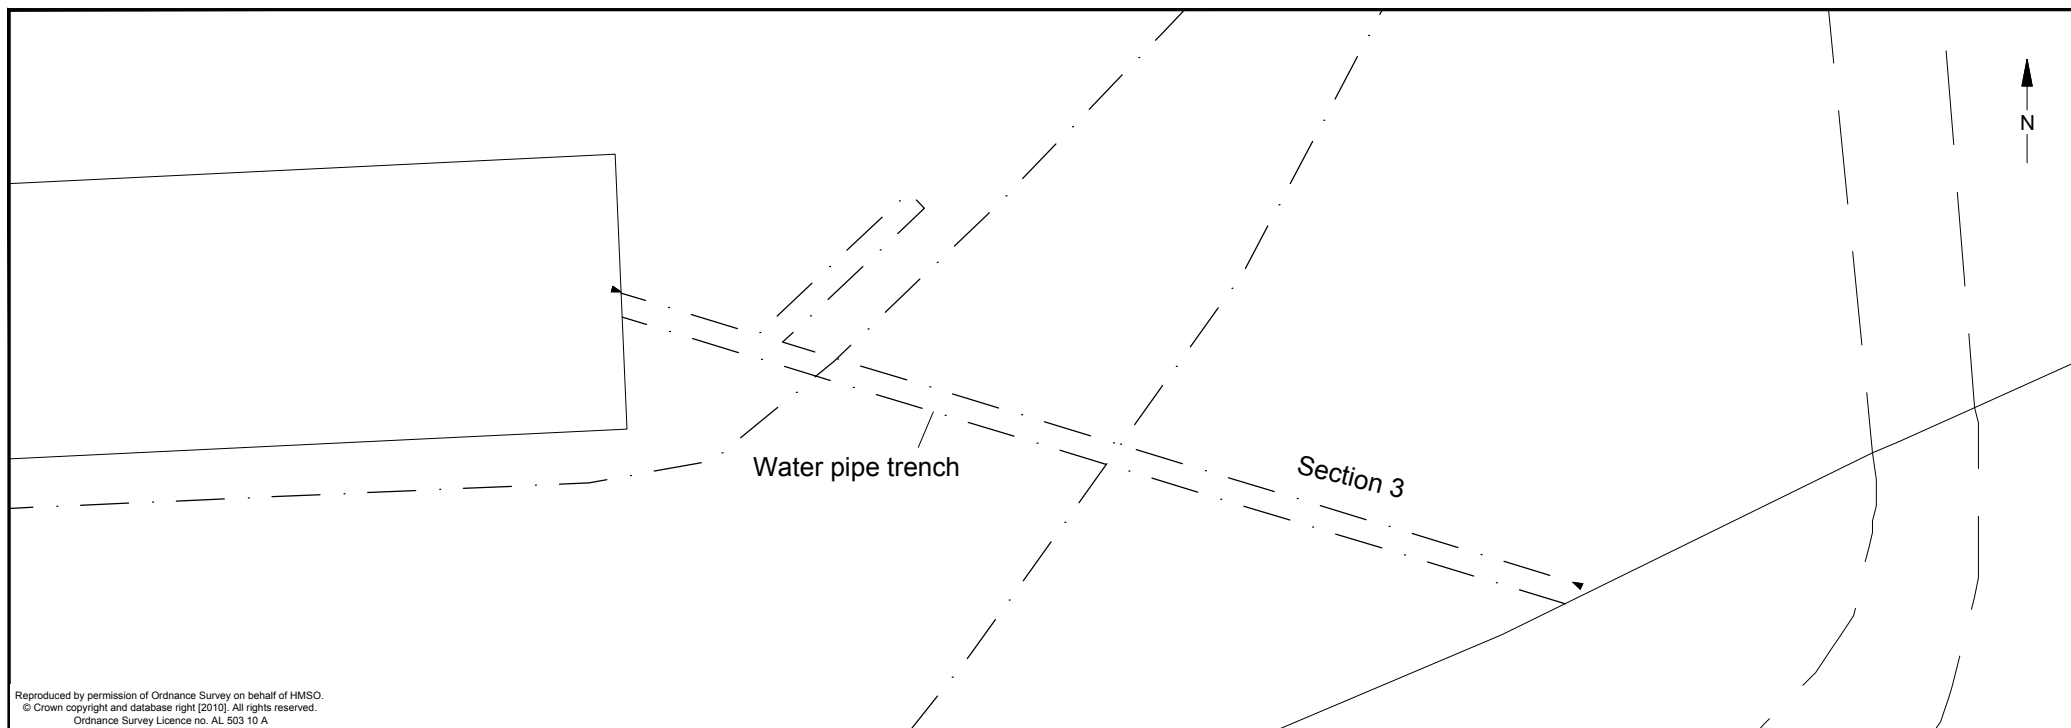 N
Water pipe trench
Section 3
Reproduced by permission of Ordnance Survey on behalf of HMSO.
© Crown copyright and database right [2010]. All rights reserved.
Ordnance Survey Licence no. AL 503 10 A